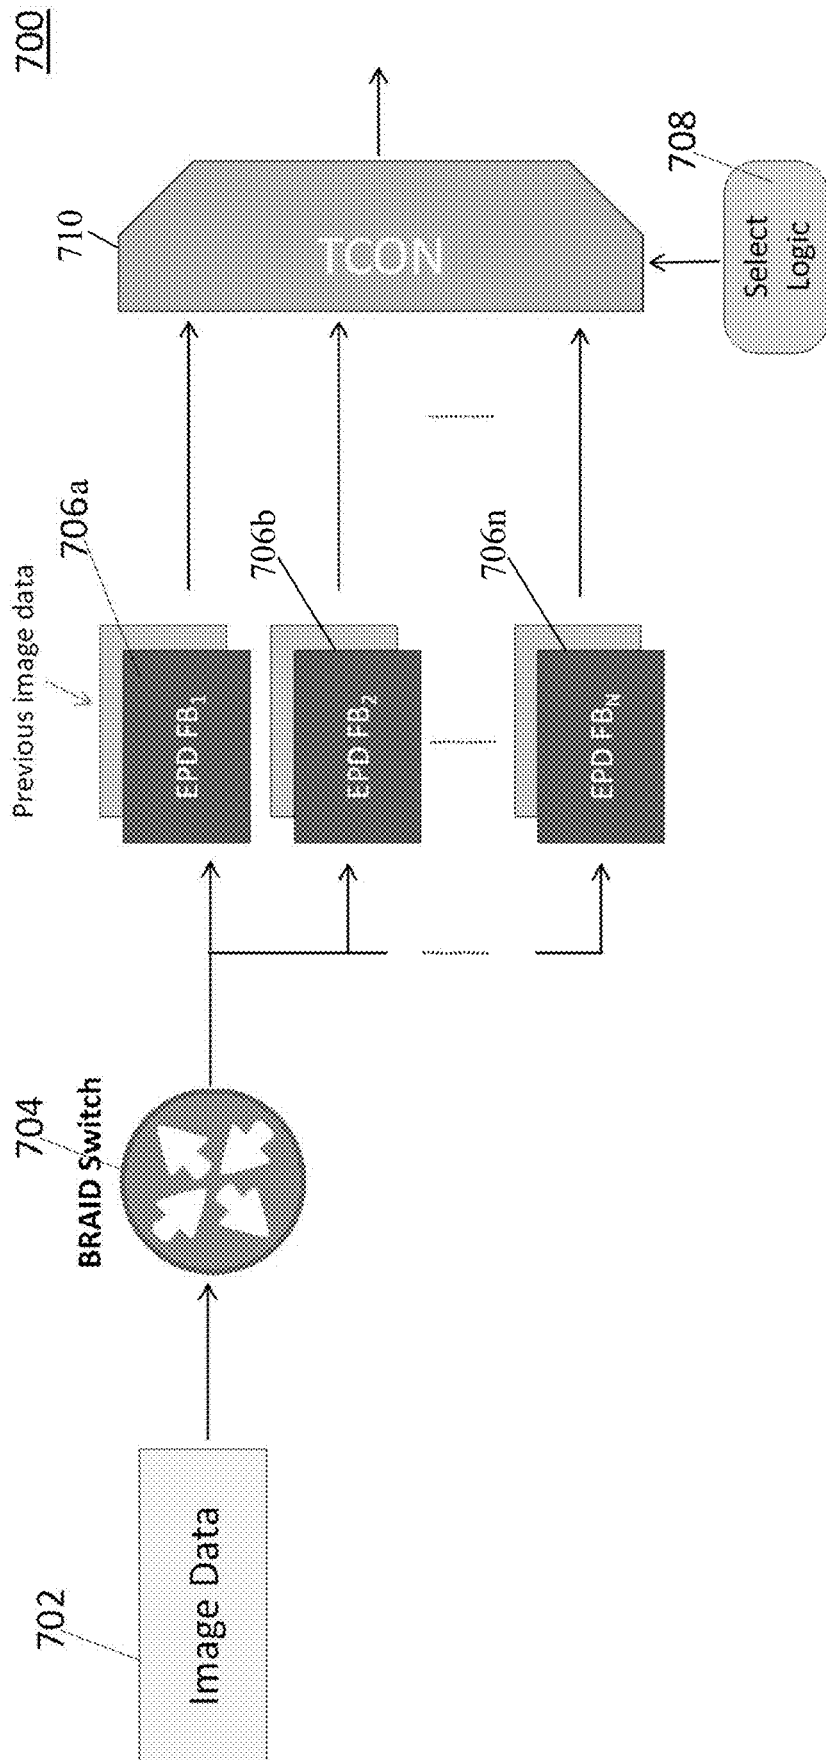 700
702
Image Data
704
BRAID Switch
Previous image data
706a
EPD FB₁
706b
EPD FB₂
706n
EPD FB_N
710
TCON
708
Select
Logic